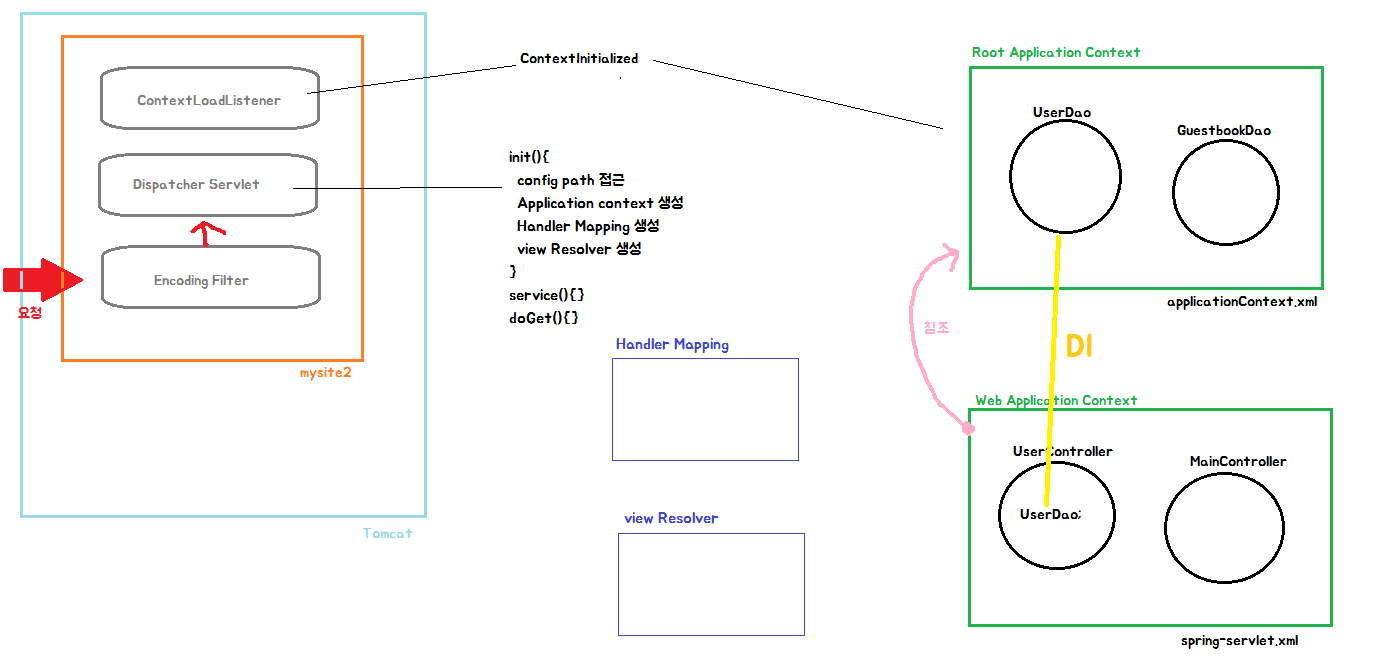 ContextLoadListener
Dispatcher Servlet
Encoding Filter
요청
mysite2
Tomcat
ContextInitialized
init(){
config path 접근
Application context 생성
Handler Mapping 생성
view Resolver 생성
}
service(){}
doGet(){}
Handler Mapping
view Resolver
Root Application Context
UserDao
GuestbookDao
applicationContext.xml
참조
DI
Web Application Context
UserController
MainController
UserDao;
spring-servlet.xml